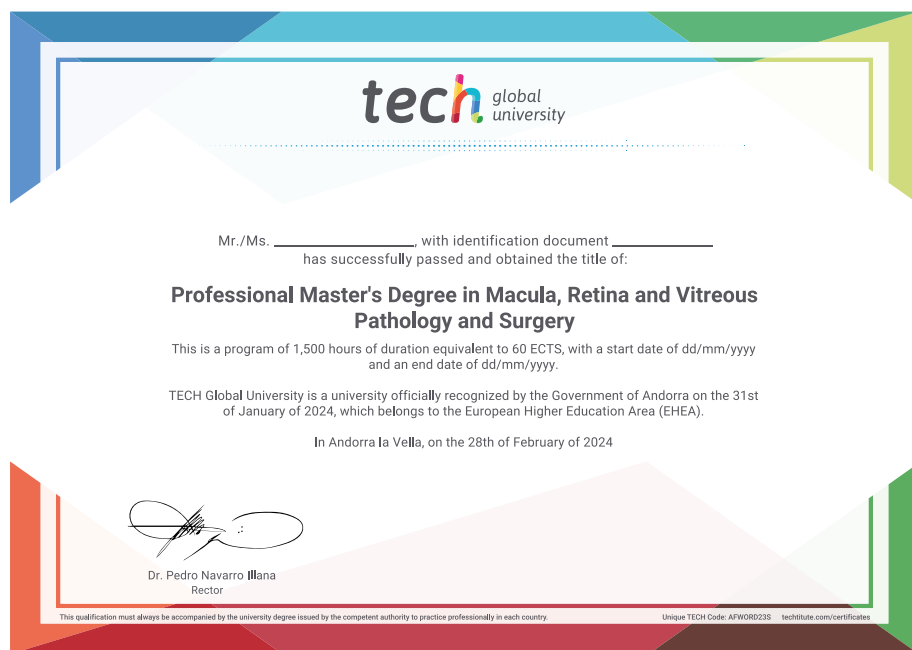 tech global university
Mr./Ms. ____________, with identification document ____________
has successfully passed and obtained the title of:
Professional Master's Degree in Macula, Retina and Vitreous
Pathology and Surgery
This is a program of 1,500 hours of duration equivalent to 60 ECTS, with a start date of dd/mm/yyyy
and an end date of dd/mm/yyyy.
TECH Global University is a university officially recognized by the Government of Andorra on the 31st
of January of 2024, which belongs to the European Higher Education Area (EHEA).
In Andorra la Vella, on the 28th of February of 2024
Dr. Pedro Navarro Illana
Rector
This qualification must always be accompanied by the university degree issued by the competent authority to practice professionally in each country.
Unique TECH Code: AFWORD23S techtitute.com/certificates